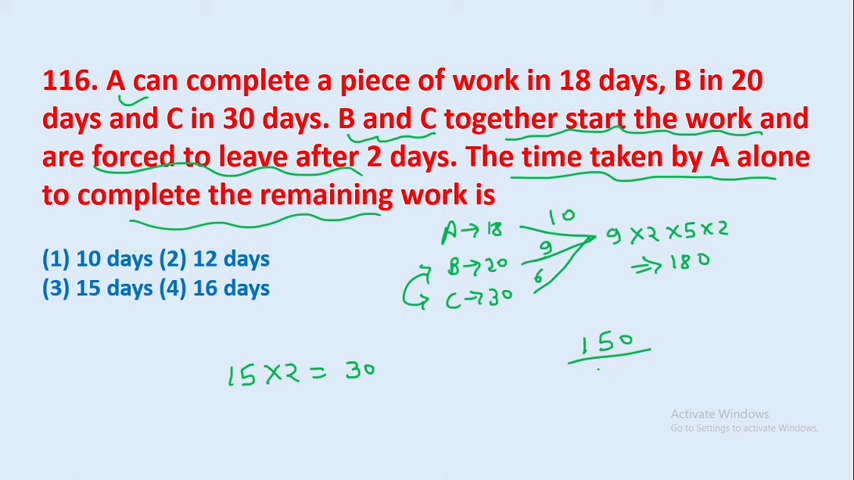 116. A can complete a piece of work in 18 days, B in 20
days and C in 30 days. B and C together start the work and
are forced to leave after 2 days. The time taken by A alone
to complete the remaining work is
(1) 10 days (2) 12 days
(3) 15 days (4) 16 days
A→18 10 9×2×5×2
B→20 9 ⇒180
C→30 6
150
15×2=30
Activate Windows
Go to Settings to activate Windows.